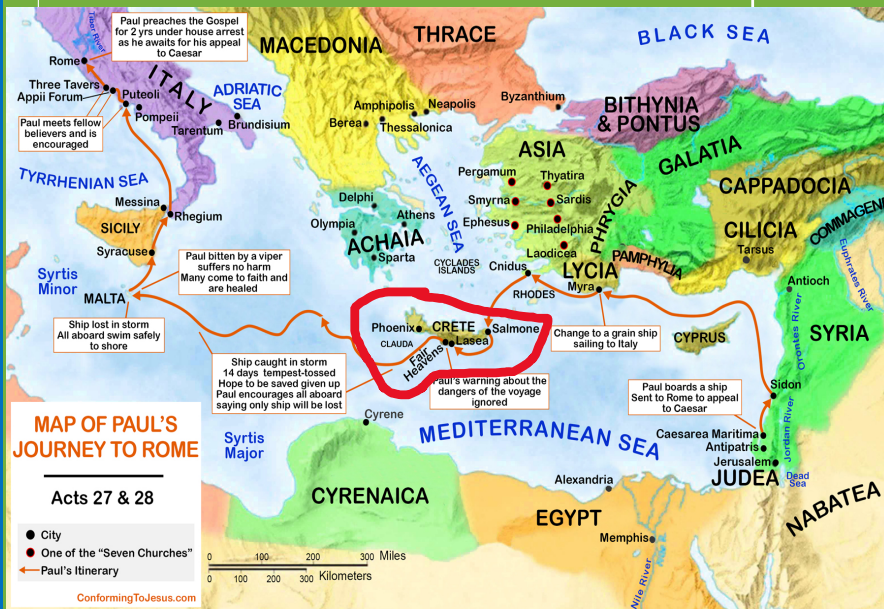 Paul preaches the Gospel
for 2 yrs under house arrest
as he awaits for his appeal
to Caesar
Tiber River
Rome
MACEDONIA
THRACE
BLACK SEA
ITALY
Three Tavers
Appii Forum
Puteoli
Pompeii
ADRIATIC
SEA
Tarentum
Brundisium
Paul meets fellow
believers and is
encouraged
Amphipolis
Neapolis
Berea
Thessalonica
Byzanthium
BITHYNIA
& PONTUS
ASIA
GALATIA
Pergamum
Thyatira
CAPPADOCIA
TYRRHENIAN SEA
AEGEAN SEA
Smyrna
Sardis
PHRYGIA
Messina
Rhegium
SICILY
Delphi
Athens
Olympia
ACHAIA
Sparta
Ephesus
Philadelphia
Laodicea
CILICIA
Tarsus
COMMAGENE
Euphrates River
Syracuse
Paul bitten by a viper
suffers no harm
Many come to faith and
are healed
CYCLADES
ISLANDS
Cnidus
LYCIA
Myra
PAMPHYLIA
RHODES
Antioch
Syrtis
Minor
MALTA
Ship lost in storm
All aboard swim safely
to shore
Phoenix
CRETE
Salmone
CLAUDA
Lasea
Fair
Heavens
Change to a grain ship
sailing to Italy
CYPRUS
Orontes River
SYRIA
Ship caught in storm
14 days tempest-tossed
Hope to be saved given up
Paul encourages all aboard
saying only ship will be lost
Paul's warning about the
dangers of the voyage
ignored
Paul boards a ship
Sent to Rome to appeal
to Caesar
Sidon
MAP OF PAUL'S
JOURNEY TO ROME
Acts 27 & 28
Cyrene
Syrtis
Major
MEDITERRANEAN SEA
Caesarea Maritima
Antipatris
Jerusalem
Jordan River
JUDEA
Dead
Sea
NABATEA
CYRENAICA
Alexandria
EGYPT
Memphis
Nile River
City
One of the "Seven Churches"
Paul's Itinerary
0 100 200 300 Miles
0 100 200 300 Kilometers
ConformingToJesus.com